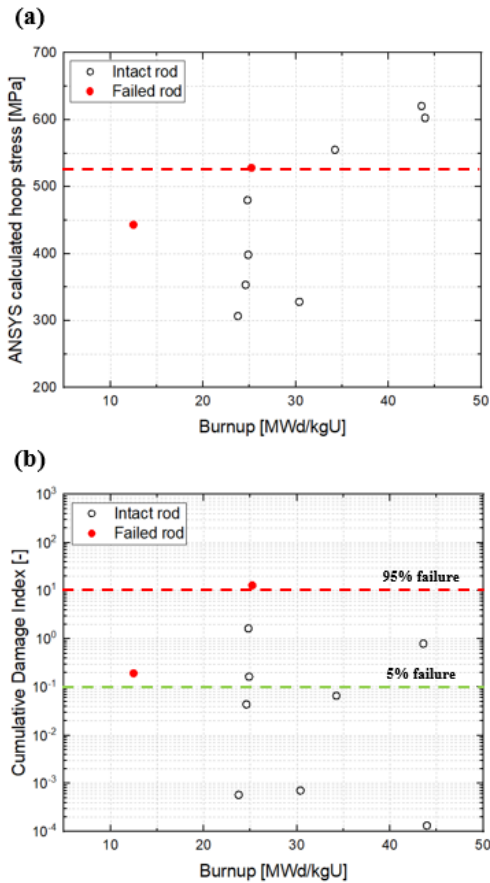 (a)
ANSYS calculated hoop stress [MPa]
700
600
500
400
300
200
Intact rod
Failed rod
10
20
30
40
50
Burnup [MWd/kgU]
(b)
Cumulative Damage Index [-]
10³
10²
10¹
10⁰
10⁻¹
10⁻²
10⁻³
10⁻⁴
Intact rod
Failed rod
95% failure
5% failure
10
20
30
40
50
Burnup [MWd/kgU]